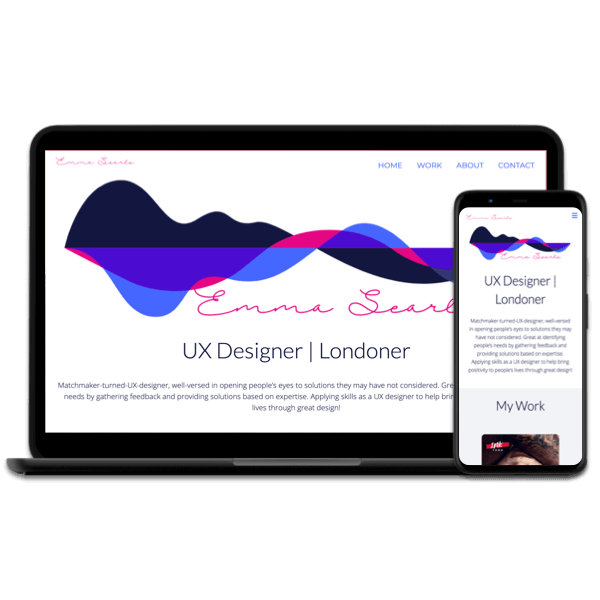 Emma Searle
HOME WORK ABOUT CONTACT
Emma Searl
UX Designer | Londoner
Matchmaker-turned-UX-designer, well-versed in opening people's eyes to solutions they may have not considered. Gre
needs by gathering feedback and providing solutions based on expertise. Applying skills as a UX designer to help brin
lives through great design!
Emma Searle
Emma Searle
UX Designer |
Londoner
Matchmaker-turned-UX-designer, well-versed
in opening people's eyes to solutions they may
have not considered. Great at identifying
people's needs by gathering feedback and
providing solutions based on expertise.
Applying skills as a UX designer to help bring
positivity to people's lives through great design!
My Work
Lytic